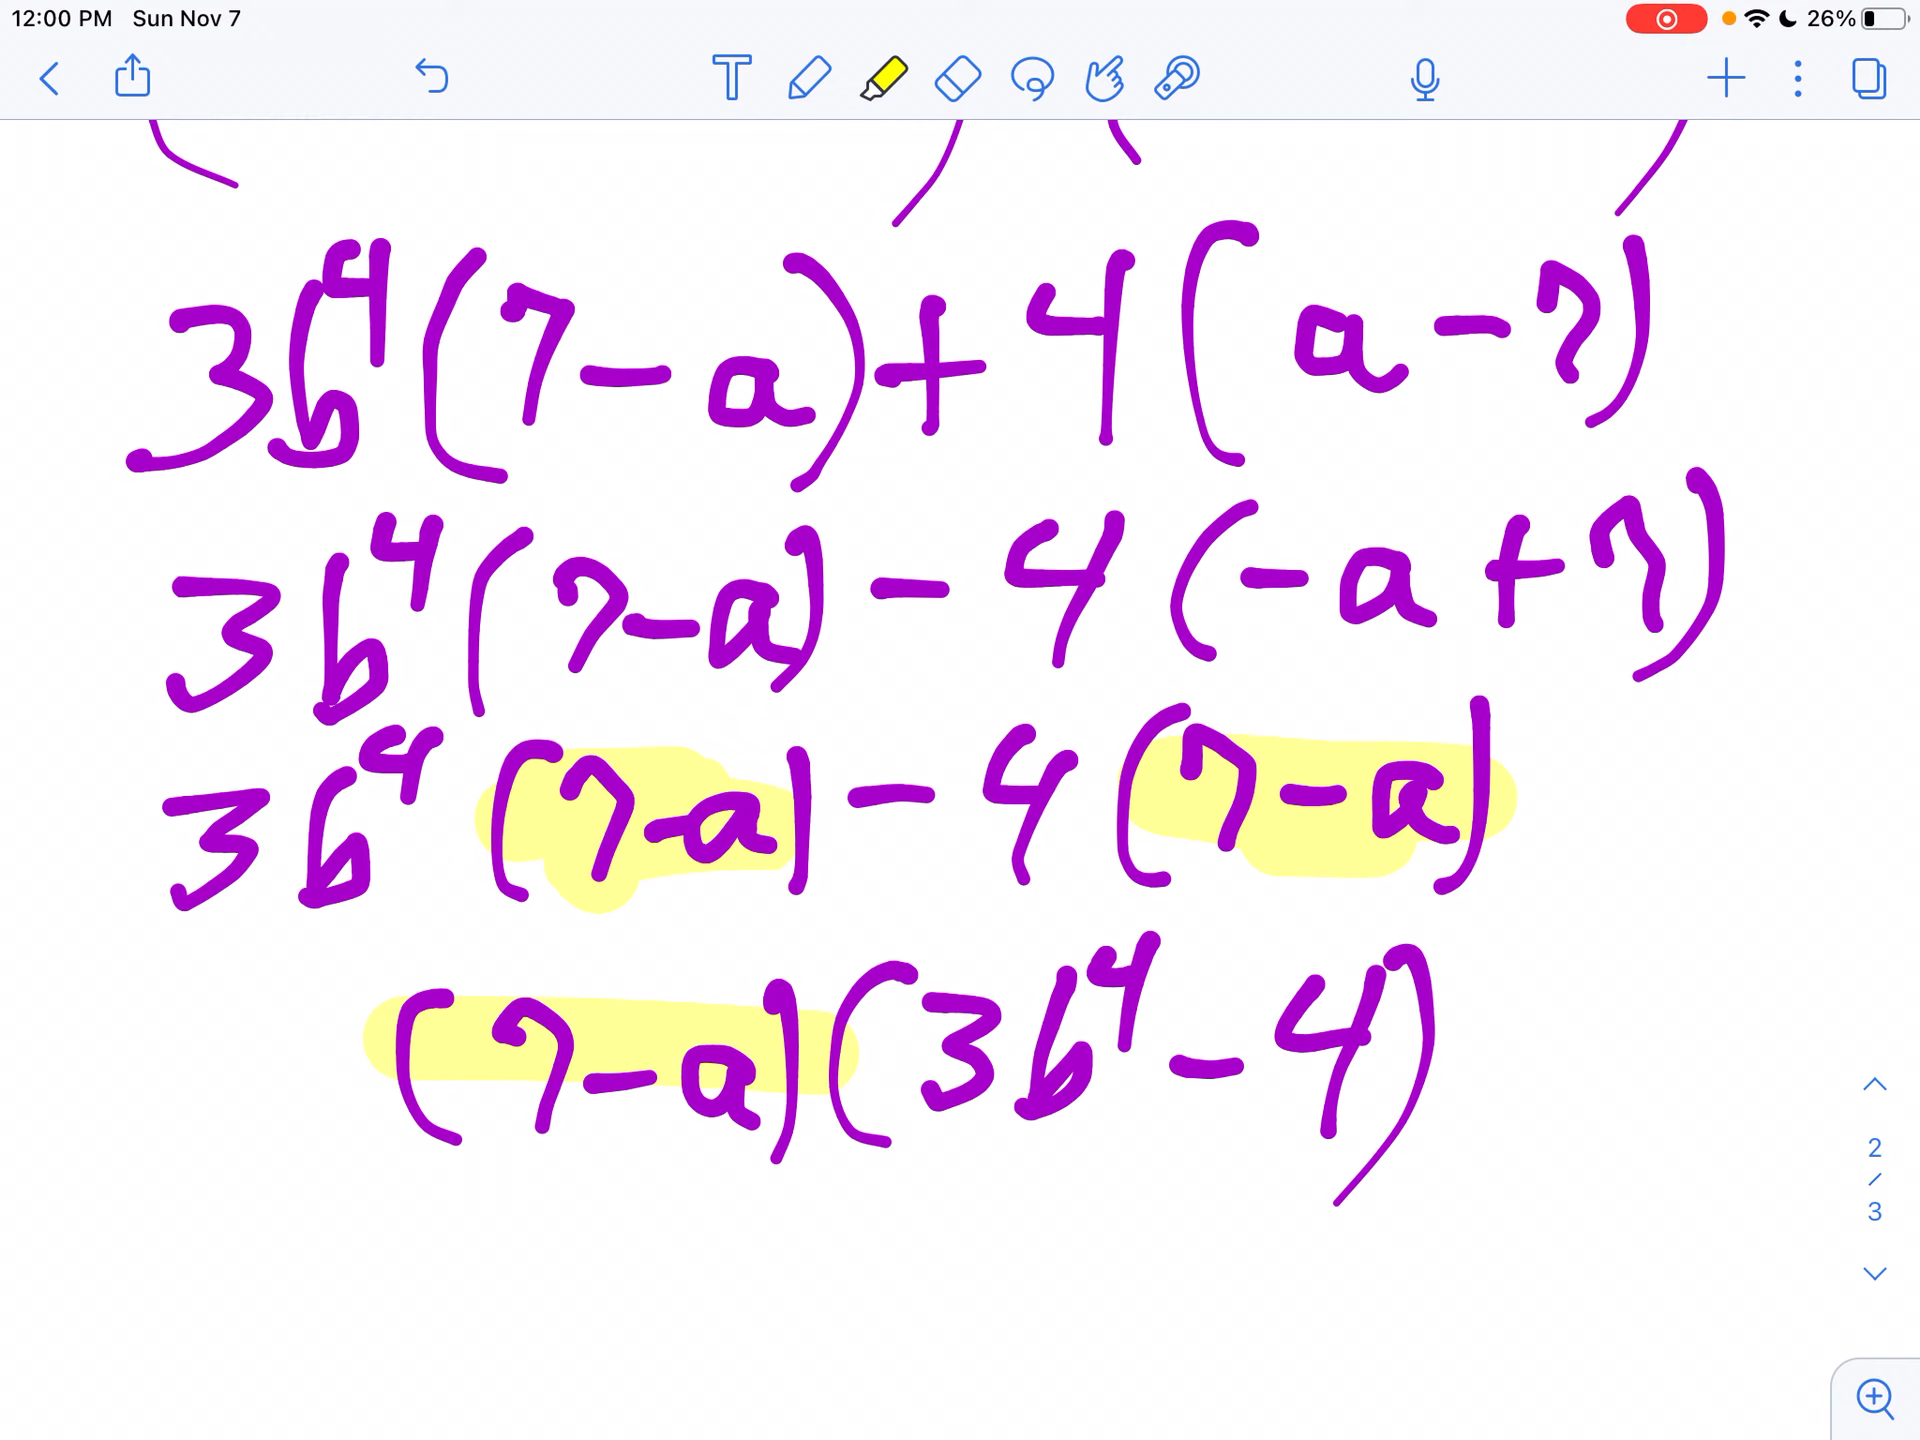 12:00 PM Sun Nov 7 26%
3b⁴(7-a)+4(a-7)
3b⁴(7-a)-4(-a+7)
3b⁴(7-a)-4(7-a)
(7-a)(3b⁴-4)
2
/
3